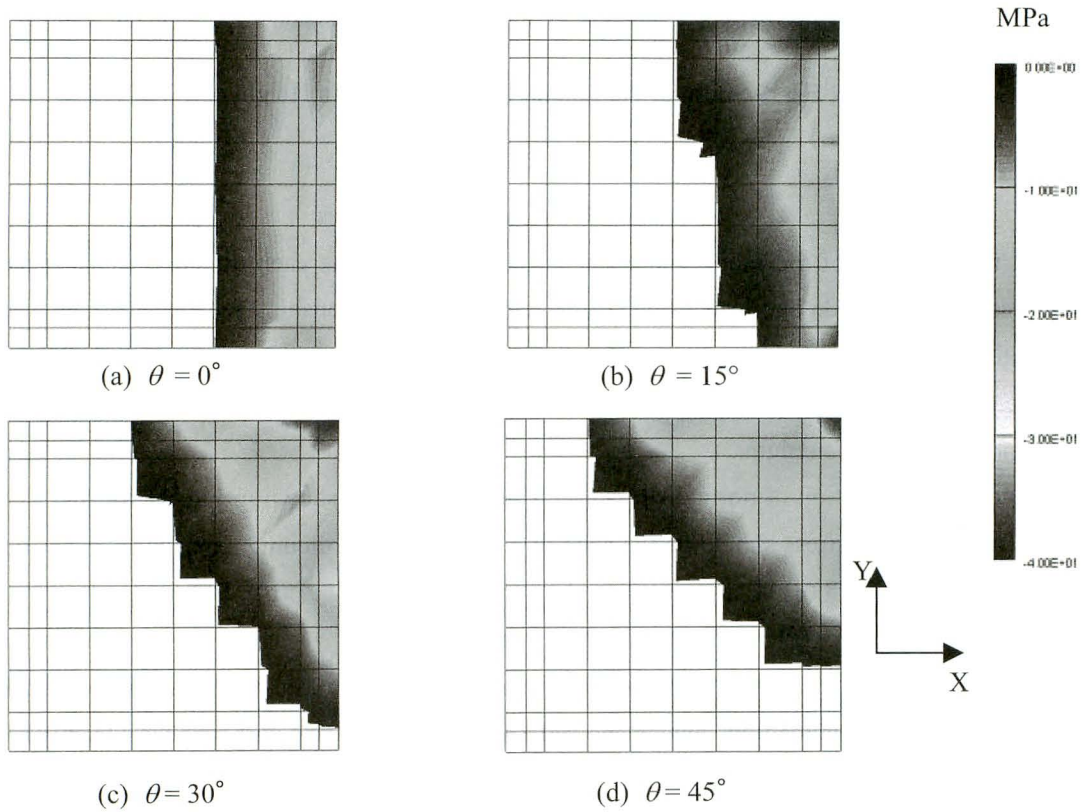 MPa
0.00E+00
-1.00E+01
-2.00E+01
-3.00E+01
-4.00E+01
(a) θ = 0°
(b) θ = 15°
Y
X
(c) θ = 30°
(d) θ = 45°